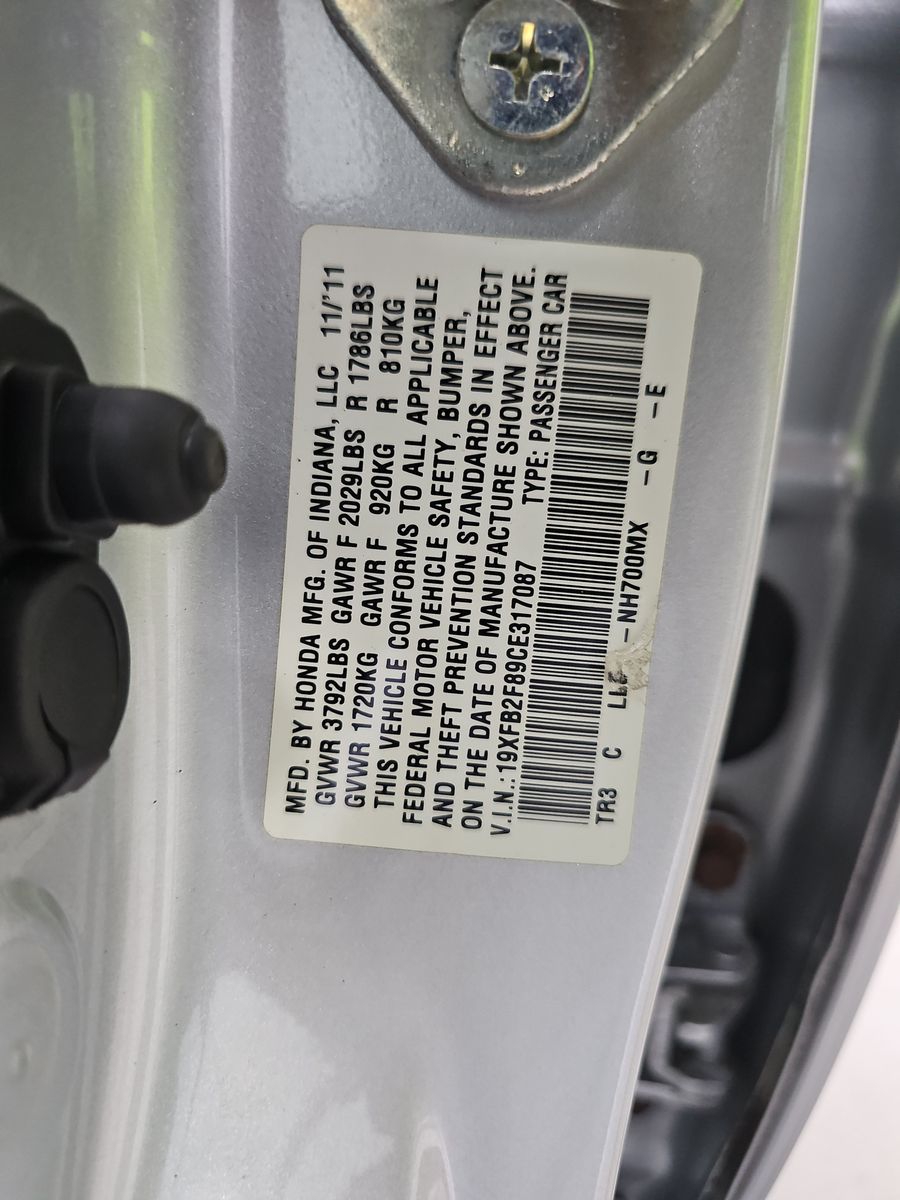 MFD. BY HONDA MFG. OF INDIANA, LLC 11/'11
GVWR 3792LBS GAWR F 2029LBS R 1786LBS
GVWR 1720KG GAWR F 920KG R 810KG
THIS VEHICLE CONFORMS TO ALL APPLICABLE
FEDERAL MOTOR VEHICLE SAFETY, BUMPER,
AND THEFT PREVENTION STANDARDS IN EFFECT
ON THE DATE OF MANUFACTURE SHOWN ABOVE.
V.I.N.:19XFB2F89CE317087 TYPE: PASSENGER CAR
TR3 C - NH700MX - G - E